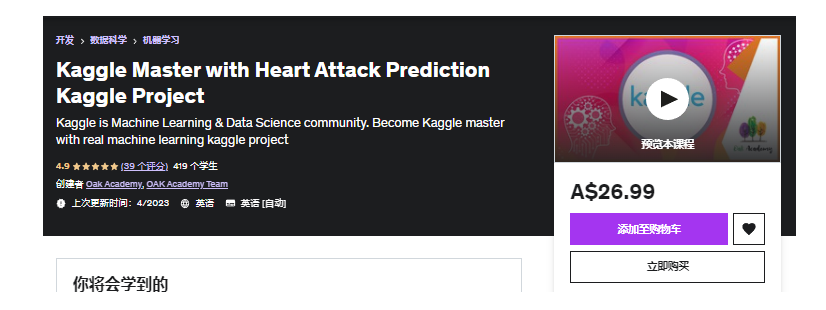 开发 > 数据科学 > 机器学习
Kaggle Master with Heart Attack Prediction
Kaggle Project
Kaggle is Machine Learning & Data Science community. Become Kaggle master
with real machine learning kaggle project
4.9 ★★★★★ (39 个评分) 419 个学生
创建者 Oak Academy, OAK Academy Team
上次更新时间：4/2023 英语 英语 [自动]
你将会学到的
kaggle
Oak Academy
预览本课程
A$26.99
添加至购物车
立即购买